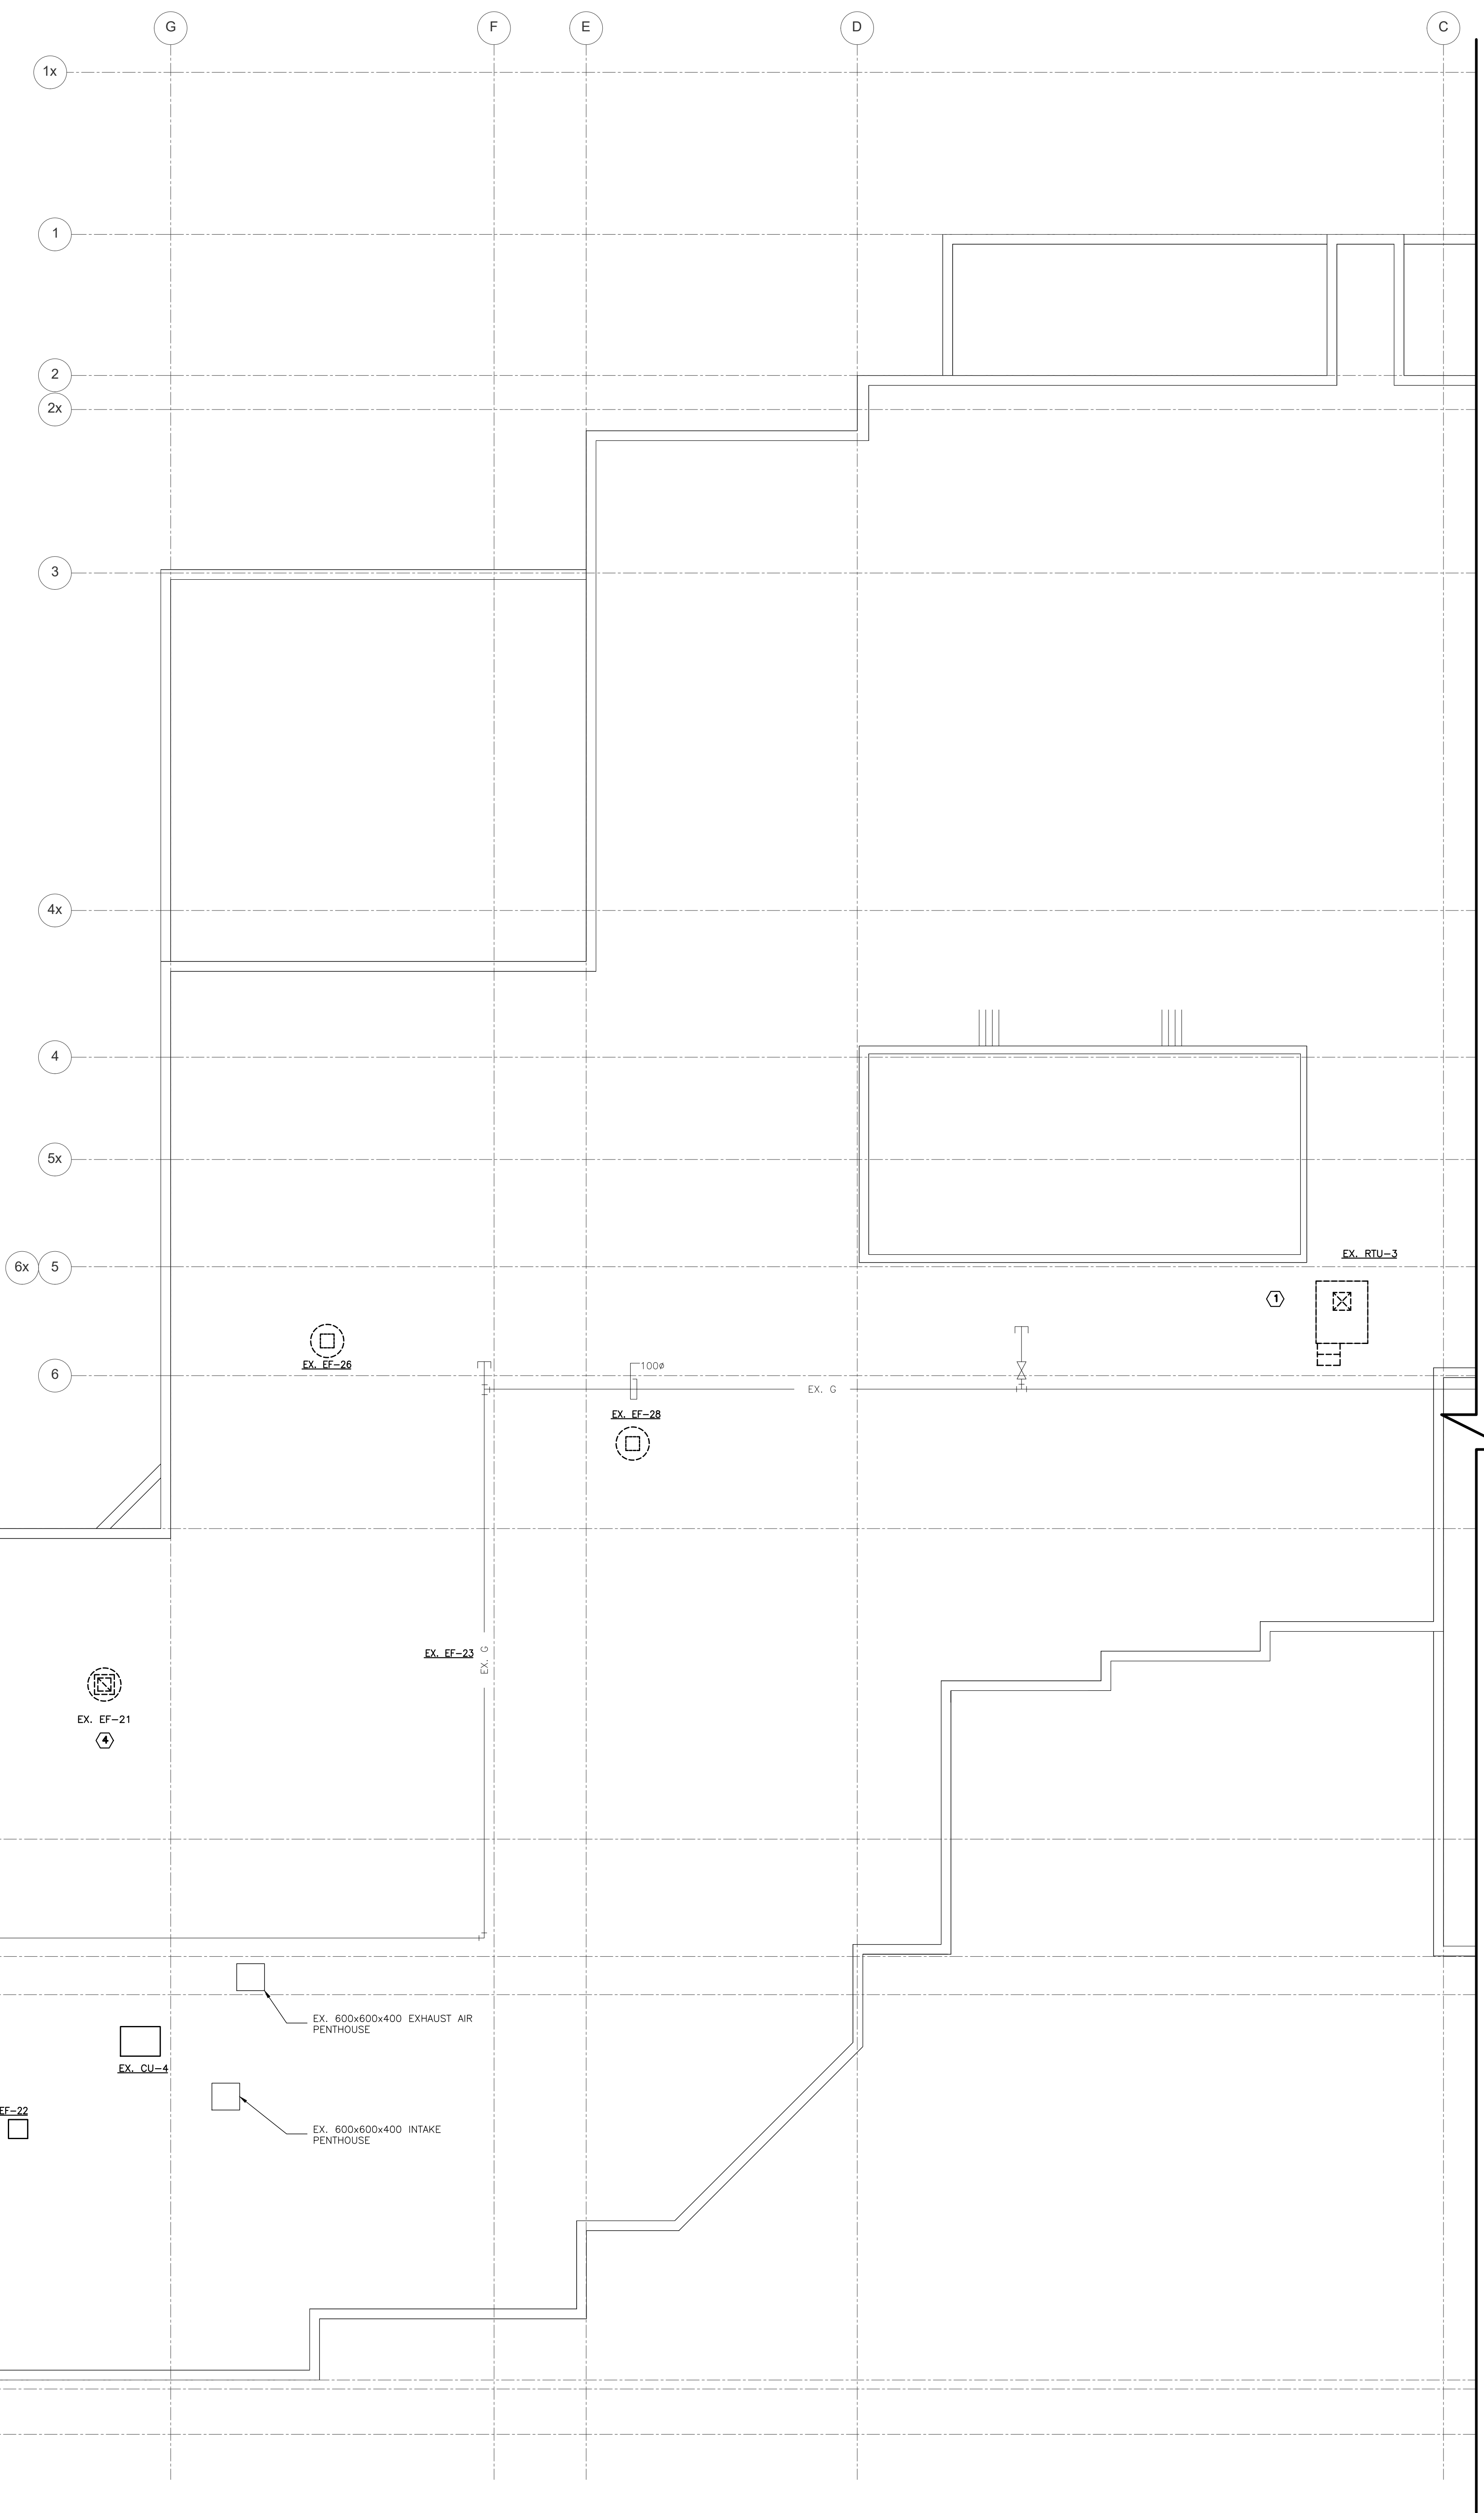 G F E D C
1x
1
2
2x
3
4x
4
5x
EX. RTU-3
6x 5
1
EX. EF-26
6
100ø
EX. G
EX. EF-28
EX. EF-23
EX. G
EX. EF-21
4
EX. 600x600x400 EXHAUST AIR
PENTHOUSE
EX. CU-4
EF-22
EX. 600x600x400 INTAKE
PENTHOUSE